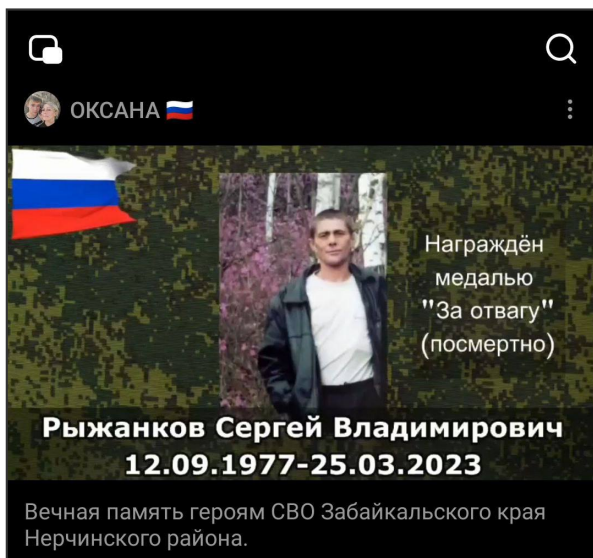 ОКСАНА
Награждён
медалью
"За отвагу"
(посмертно)
Рыжанков Сергей Владимирович
12.09.1977-25.03.2023
Вечная память героям СВО Забайкальского края
Нерчинского района.